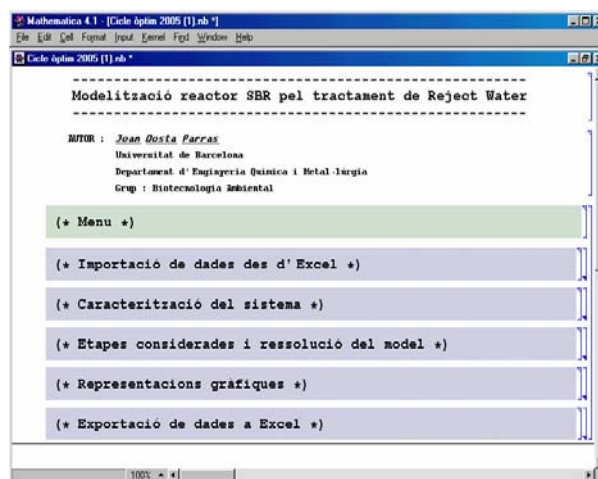 Mathematica 4.1 - [Cicle òptim 2005 (1).nb *]
File Edit Cell Format Input Kernel Find Window Help
Cicle òptim 2005 (1).nb *
Modelització reactor SBR pel tractament de Reject Water
AUTOR : Joan Dosta Parras
Universitat de Barcelona
Departament d'Enginyeria Química i Metal·lúrgia
Grup : Biotecnologia Ambiental
(* Menu *)
(* Importació de dades des d'Excel *)
(* Caracterització del sistema *)
(* Etapes considerades i ressolució del model *)
(* Representacions gràfiques *)
(* Exportació de dades a Excel *)
100%